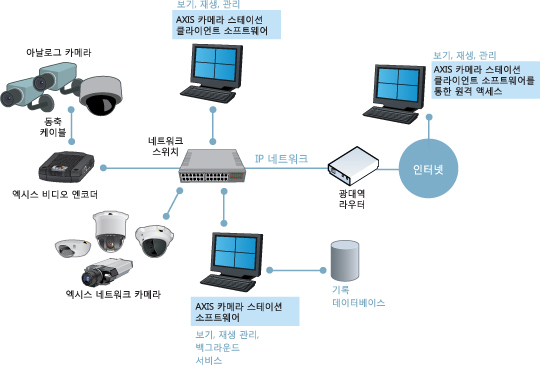 보기, 재생, 관리
AXIS 카메라 스테이션
클라이언트 소프트웨어
아날로그 카메라
보기, 재생, 관리
AXIS 카메라 스테이션
클라이언트 소프트웨어를
통한 원격 액세스
동축
케이블
네트워크
스위치
IP 네트워크
인터넷
엑시스 비디오 엔코더
광대역
라우터
엑시스 네트워크 카메라
AXIS 카메라 스테이션
소프트웨어
기록
데이터베이스
보기, 재생 관리,
백그라운드
서비스